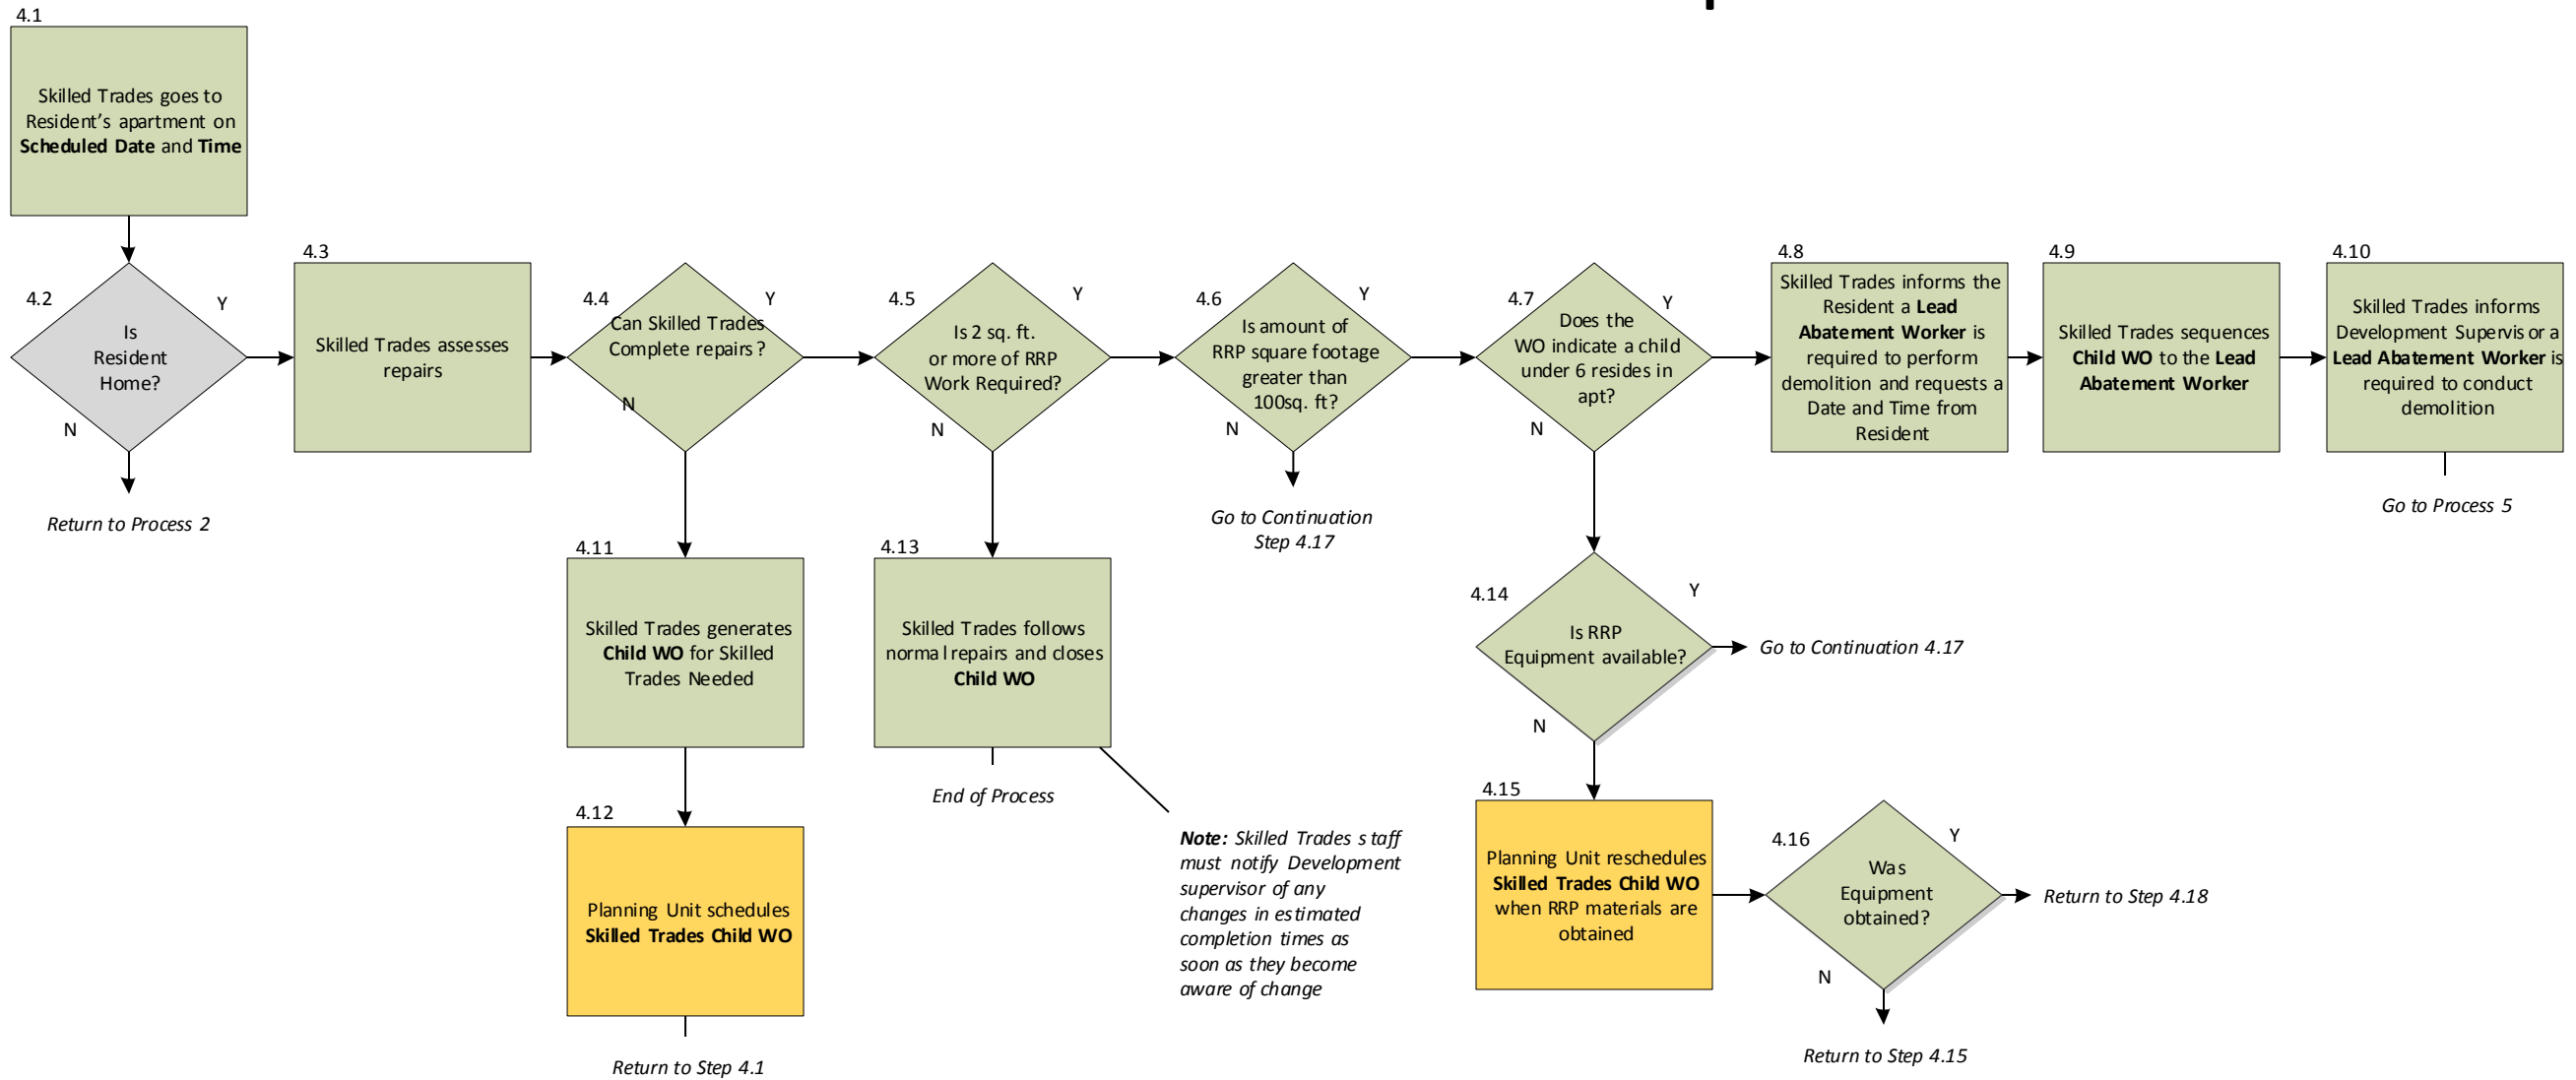 4.1
Skilled Trades goes to
Resident's apartment on
Scheduled Date and Time
4.2
Is
Resident
Home?
Y
N
Return to Process 2
4.3
Skilled Trades assesses
repairs
4.4
Can Skilled Trades
Complete repairs?
Y
N
4.5
Is 2 sq. ft.
or more of RRP
Work Required?
Y
N
4.6
Is amount of
RRP square footage
greater than
100sq. ft?
Y
N
Go to Continuation
Step 4.17
4.7
Does the
WO indicate a child
under 6 resides in
apt?
Y
N
4.8
Skilled Trades informs the
Resident a Lead
Abatement Worker is
required to perform
demolition and requests a
Date and Time from
Resident
4.9
Skilled Trades sequences
Child WO to the Lead
Abatement Worker
4.10
Skilled Trades informs
Development Supervisor a
Lead Abatement Worker is
required to conduct
demolition
Go to Process 5
4.11
Skilled Trades generates
Child WO for Skilled
Trades Needed
4.12
Planning Unit schedules
Skilled Trades Child WO
Return to Step 4.1
4.13
Skilled Trades follows
normal repairs and closes
Child WO
End of Process
Note: Skilled Trades staff
must notify Development
supervisor of any
changes in estimated
completion times as
soon as they become
aware of change
4.14
Is RRP
Equipment available?
Y
N
Go to Continuation 4.17
4.15
Planning Unit reschedules
Skilled Trades Child WO
when RRP materials are
obtained
4.16
Was
Equipment
obtained?
Y
N
Return to Step 4.18
Return to Step 4.15